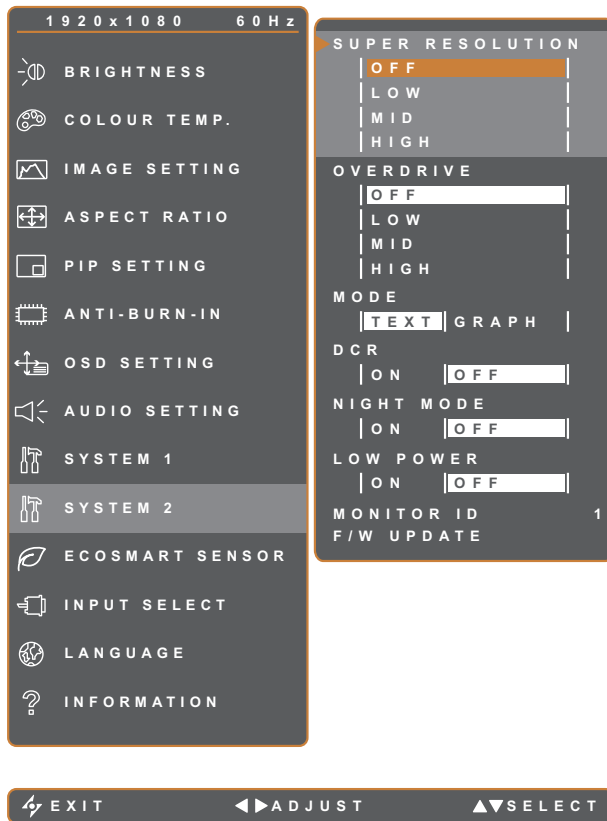 1920x1080 60Hz
BRIGHTNESS
COLOUR TEMP.
IMAGE SETTING
ASPECT RATIO
PIP SETTING
ANTI-BURN-IN
OSD SETTING
AUDIO SETTING
SYSTEM 1
SYSTEM 2
ECOSMART SENSOR
INPUT SELECT
LANGUAGE
INFORMATION
SUPER RESOLUTION
OFF
LOW
MID
HIGH
OVERDRIVE
OFF
LOW
MID
HIGH
MODE
TEXT GRAPH
DCR
ON OFF
NIGHT MODE
ON OFF
LOW POWER
ON OFF
MONITOR ID 1
F/W UPDATE
EXIT ADJUST SELECT